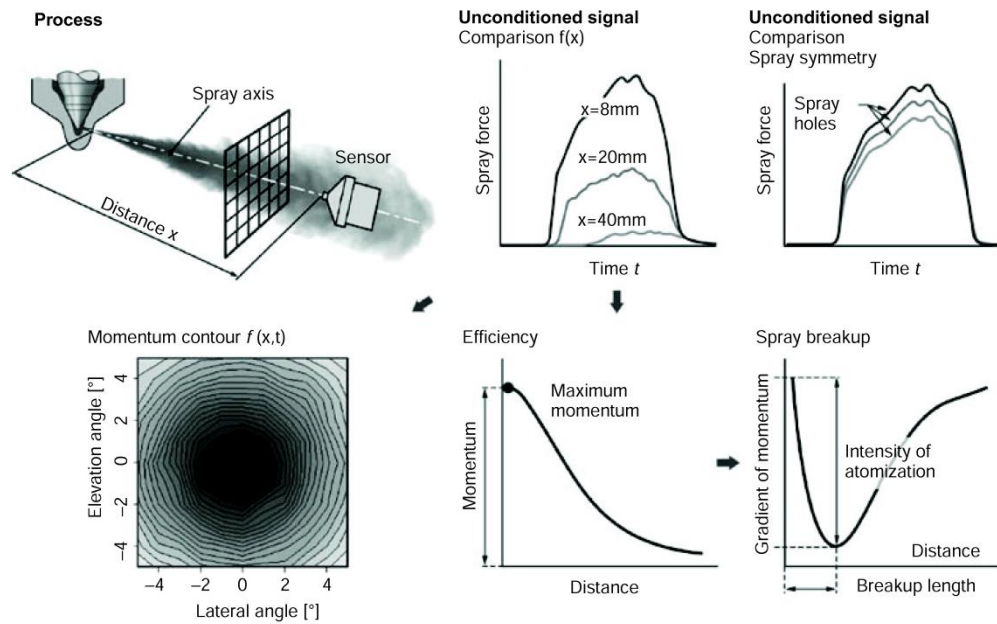 Process
Spray axis
Sensor
Distance x
Unconditioned signal
Comparison f(x)
Spray force
x=8mm
x=20mm
x=40mm
Time t
Unconditioned signal
Comparison
Spray symmetry
Spray force
Spray
holes
Time t
Momentum contour f (x,t)
Elevation angle [°]
4
2
0
−2
−4
−4
−2
0
2
4
Lateral angle [°]
Efficiency
Momentum
Maximum
momentum
Distance
Spray breakup
Gradient of momentum
Intensity of
atomization
Distance
Breakup length